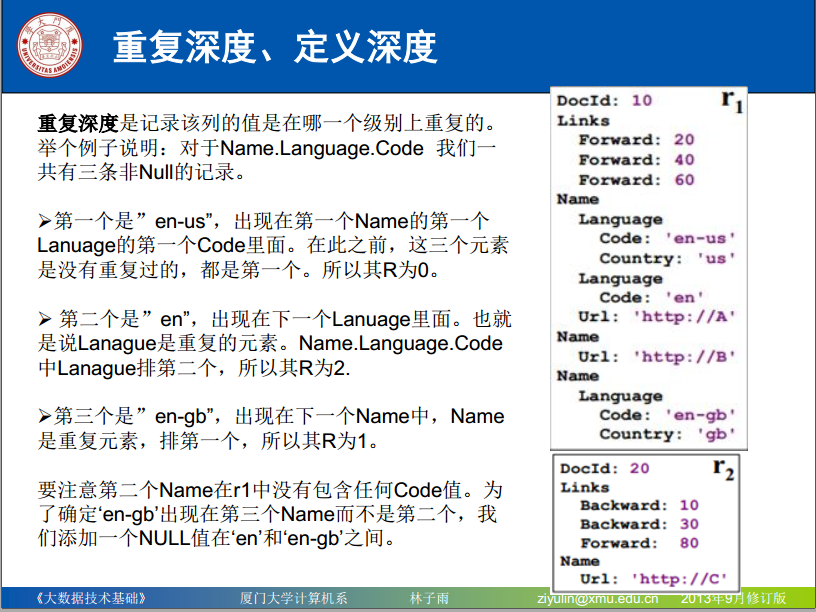 重复深度、定义深度
重复深度是记录该列的值是在哪一个级别上重复的。
举个例子说明：对于Name.Language.Code 我们一
共有三条非Null的记录。
➢第一个是”en-us”，出现在第一个Name的第一个
Lanuage的第一个Code里面。在此之前，这三个元素
是没有重复过的，都是第一个。所以其R为0。
➢ 第二个是”en”，出现在下一个Lanuage里面。也就
是说Lanague是重复的元素。Name.Language.Code
中Lanague排第二个，所以其R为2.
➢第三个是”en-gb”，出现在下一个Name中，Name
是重复元素，排第一个，所以其R为1。
要注意第二个Name在r1中没有包含任何Code值。为
了确定‘en-gb’出现在第三个Name而不是第二个，我
们添加一个NULL值在‘en’和‘en-gb’之间。
DocId: 10 r1
Links
Forward: 20
Forward: 40
Forward: 60
Name
Language
Code: 'en-us'
Country: 'us'
Language
Code: 'en'
Url: 'http://A'
Name
Url: 'http://B'
Name
Language
Code: 'en-gb'
Country: 'gb'
DocId: 20 r2
Links
Backward: 10
Backward: 30
Forward: 80
Name
Url: 'http://C'
《大数据技术基础》 厦门大学计算机系 林子雨 ziyulin@xmu.edu.cn 2013年9月修订版